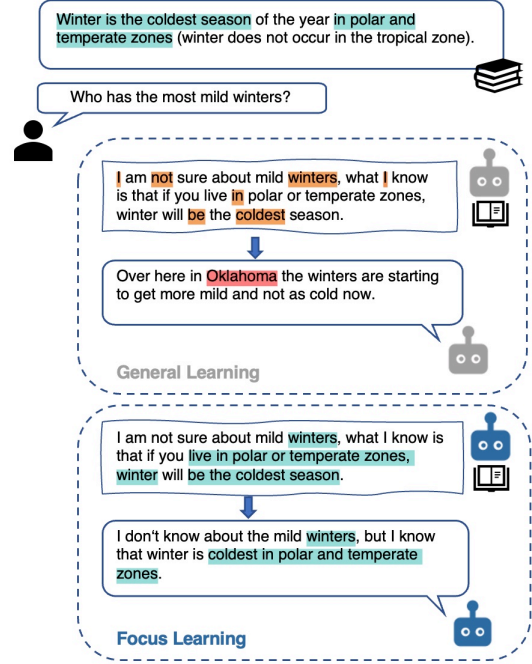 Winter is the coldest season of the year in polar and
temperate zones (winter does not occur in the tropical zone).
Who has the most mild winters?
I am not sure about mild winters, what I know
is that if you live in polar or temperate zones,
winter will be the coldest season.
Over here in Oklahoma the winters are starting
to get more mild and not as cold now.
General Learning
I am not sure about mild winters, what I know is
that if you live in polar or temperate zones,
winter will be the coldest season.
I don't know about the mild winters, but I know
that winter is coldest in polar and temperate
zones.
Focus Learning